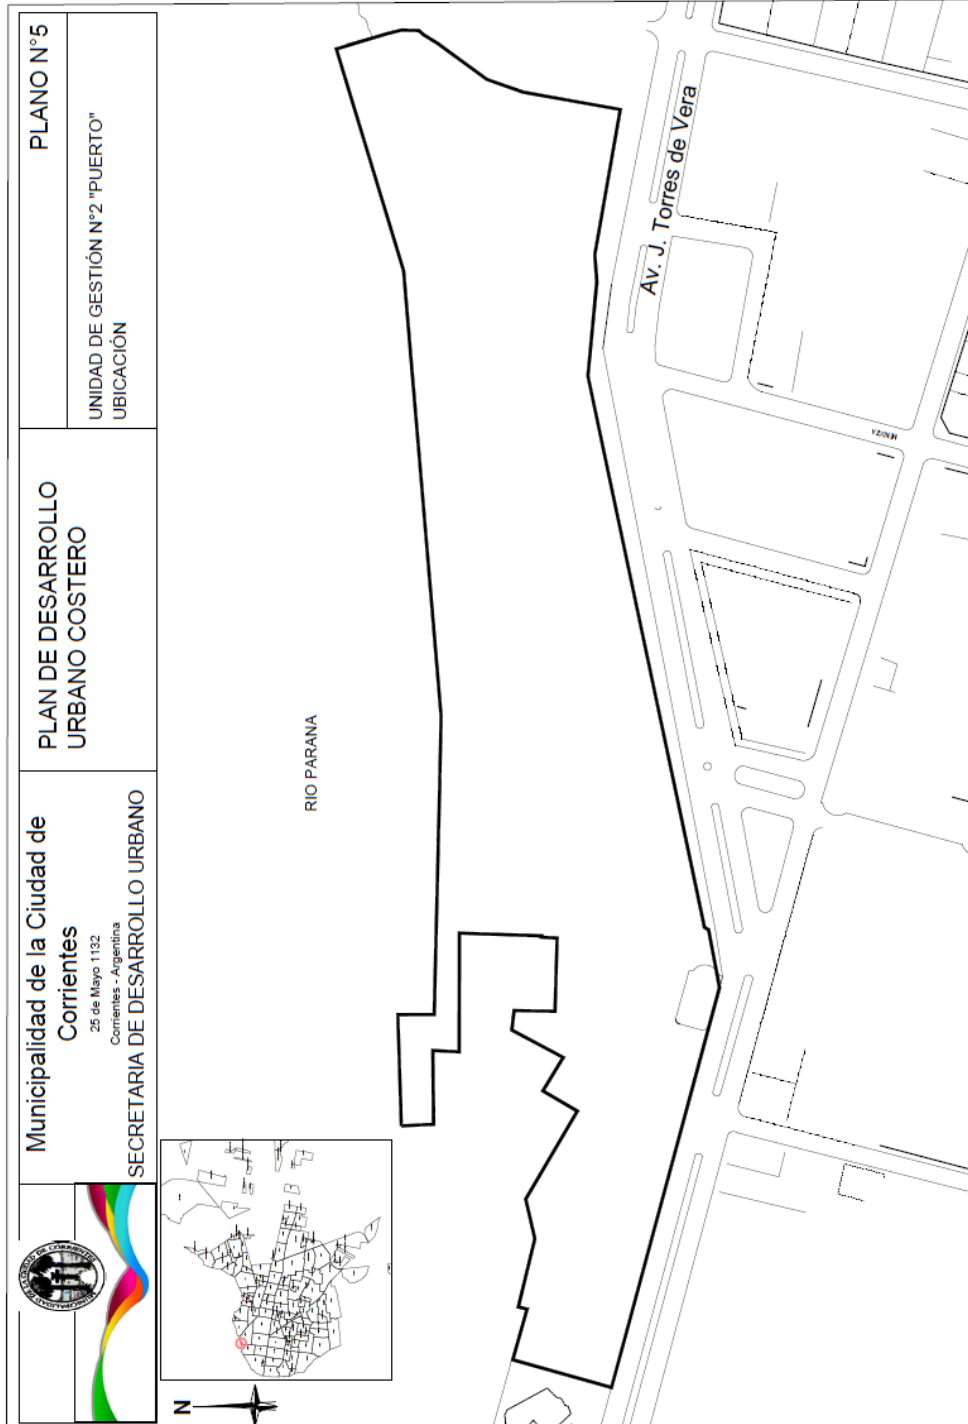 PLANO N°5
UNIDAD DE GESTIÓN N°2 "PUERTO"
UBICACIÓN
PLAN DE DESARROLLO
URBANO COSTERO
Municipalidad de la Ciudad de
Corrientes
25 de Mayo 1132
Corrientes - Argentina
SECRETARIA DE DESARROLLO URBANO
N
RIO PARANA
Av. J. Torres de Vera